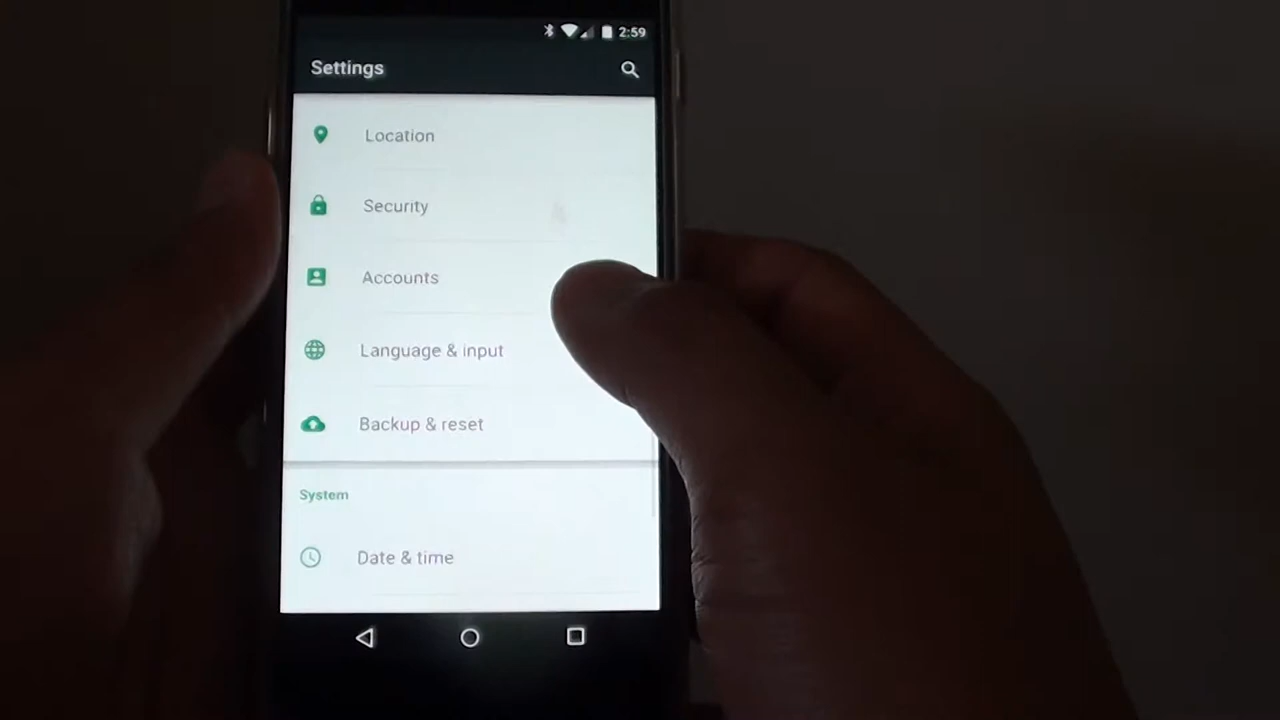 2:59
Settings
Location
Security
Accounts
Language & input
Backup & reset
System
Date & time